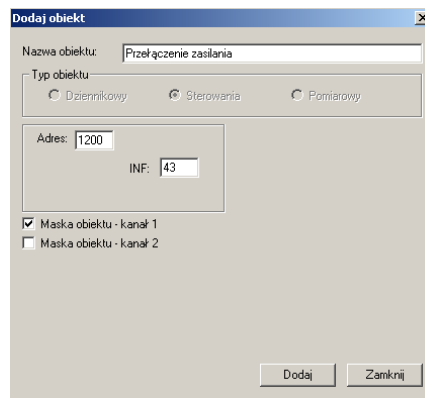 Dodaj obiekt
Nazwa obiektu: Przełączenie zasilania
Typ obiektu
Dziennikowy Sterowania Pomiarowy
Adres: 1200
INF: 43
Maska obiektu - kanał 1
Maska obiektu - kanał 2
Dodaj Zamknij